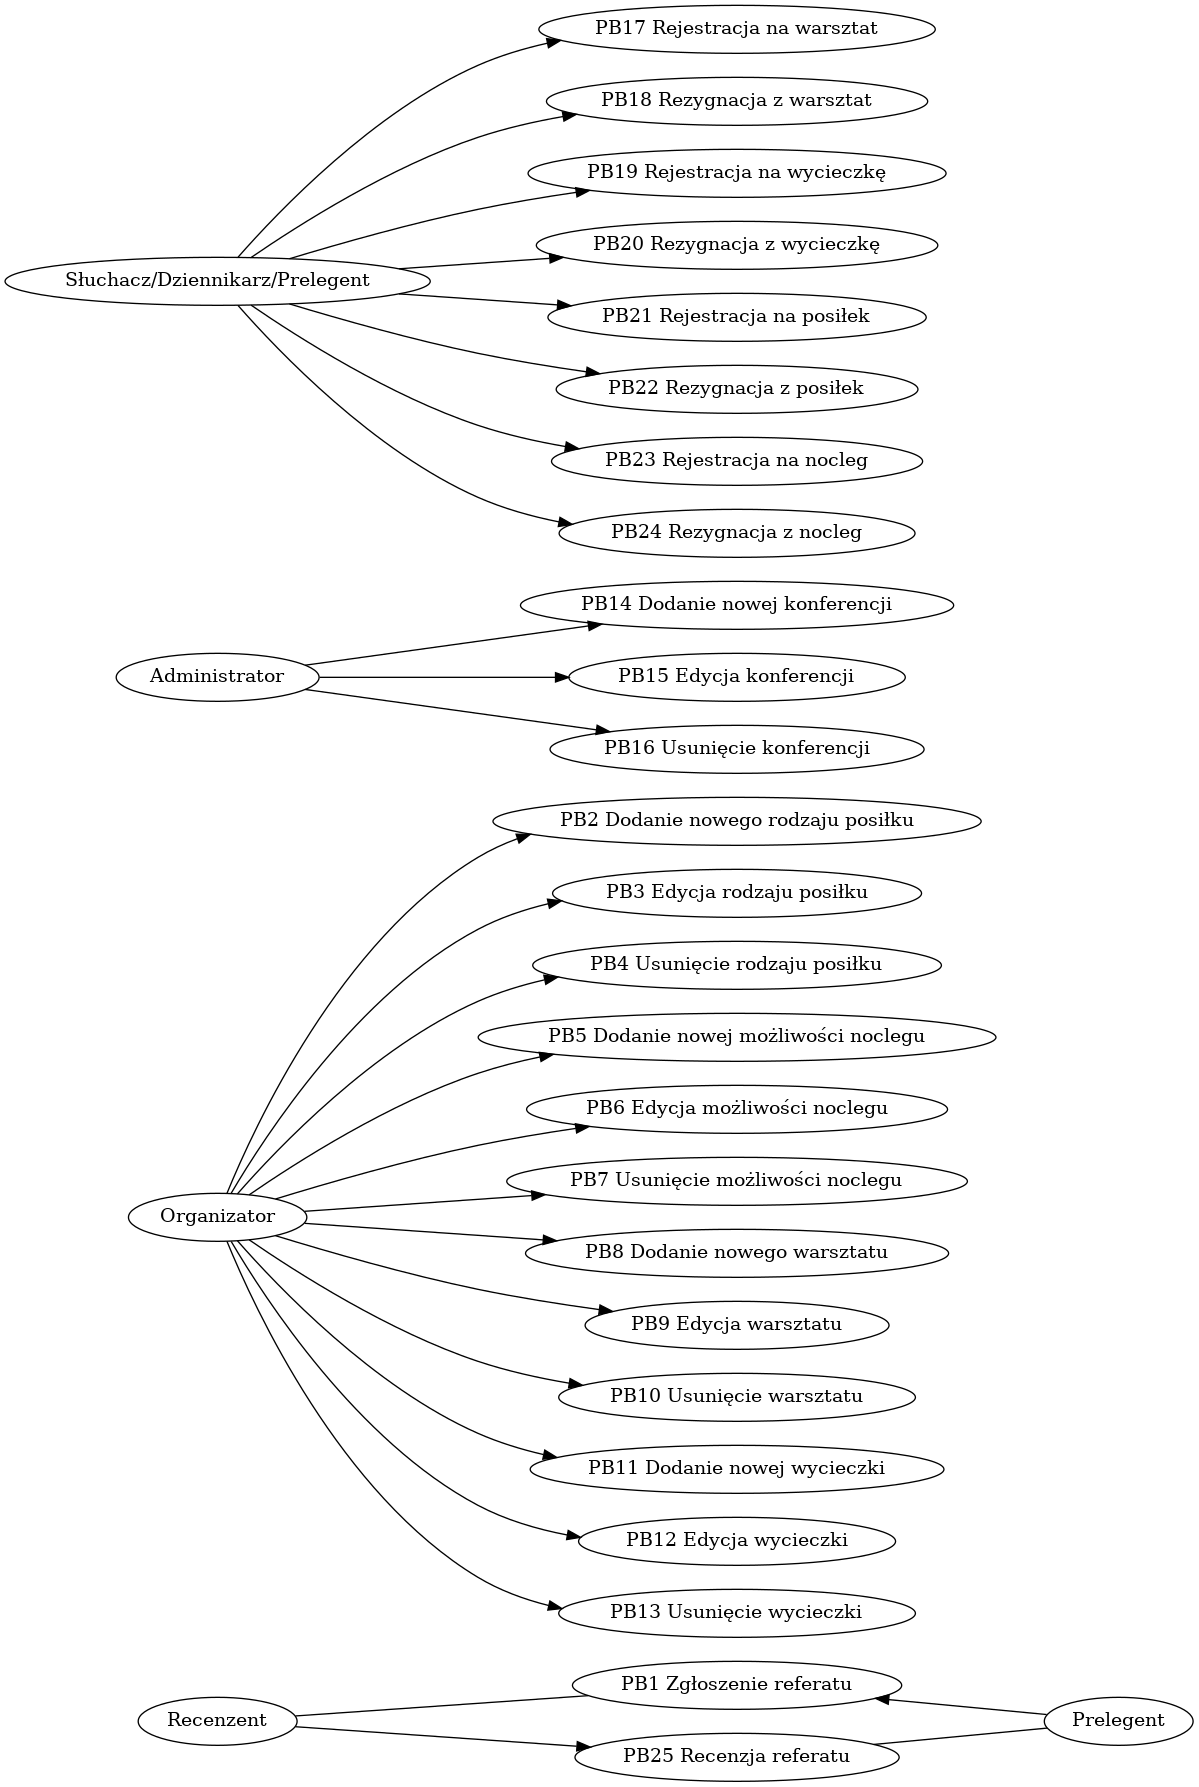 PB17 Rejestracja na warsztat
PB18 Rezygnacja z warsztat
PB19 Rejestracja na wycieczkę
PB20 Rezygnacja z wycieczkę
Słuchacz/Dziennikarz/Prelegent
PB21 Rejestracja na posiłek
PB22 Rezygnacja z posiłek
PB23 Rejestracja na nocleg
PB24 Rezygnacja z nocleg
PB14 Dodanie nowej konferencji
Administrator
PB15 Edycja konferencji
PB16 Usunięcie konferencji
PB2 Dodanie nowego rodzaju posiłku
PB3 Edycja rodzaju posiłku
PB4 Usunięcie rodzaju posiłku
PB5 Dodanie nowej możliwości noclegu
PB6 Edycja możliwości noclegu
PB7 Usunięcie możliwości noclegu
Organizator
PB8 Dodanie nowego warsztatu
PB9 Edycja warsztatu
PB10 Usunięcie warsztatu
PB11 Dodanie nowej wycieczki
PB12 Edycja wycieczki
PB13 Usunięcie wycieczki
PB1 Zgłoszenie referatu
Recenzent
Prelegent
PB25 Recenzja referatu